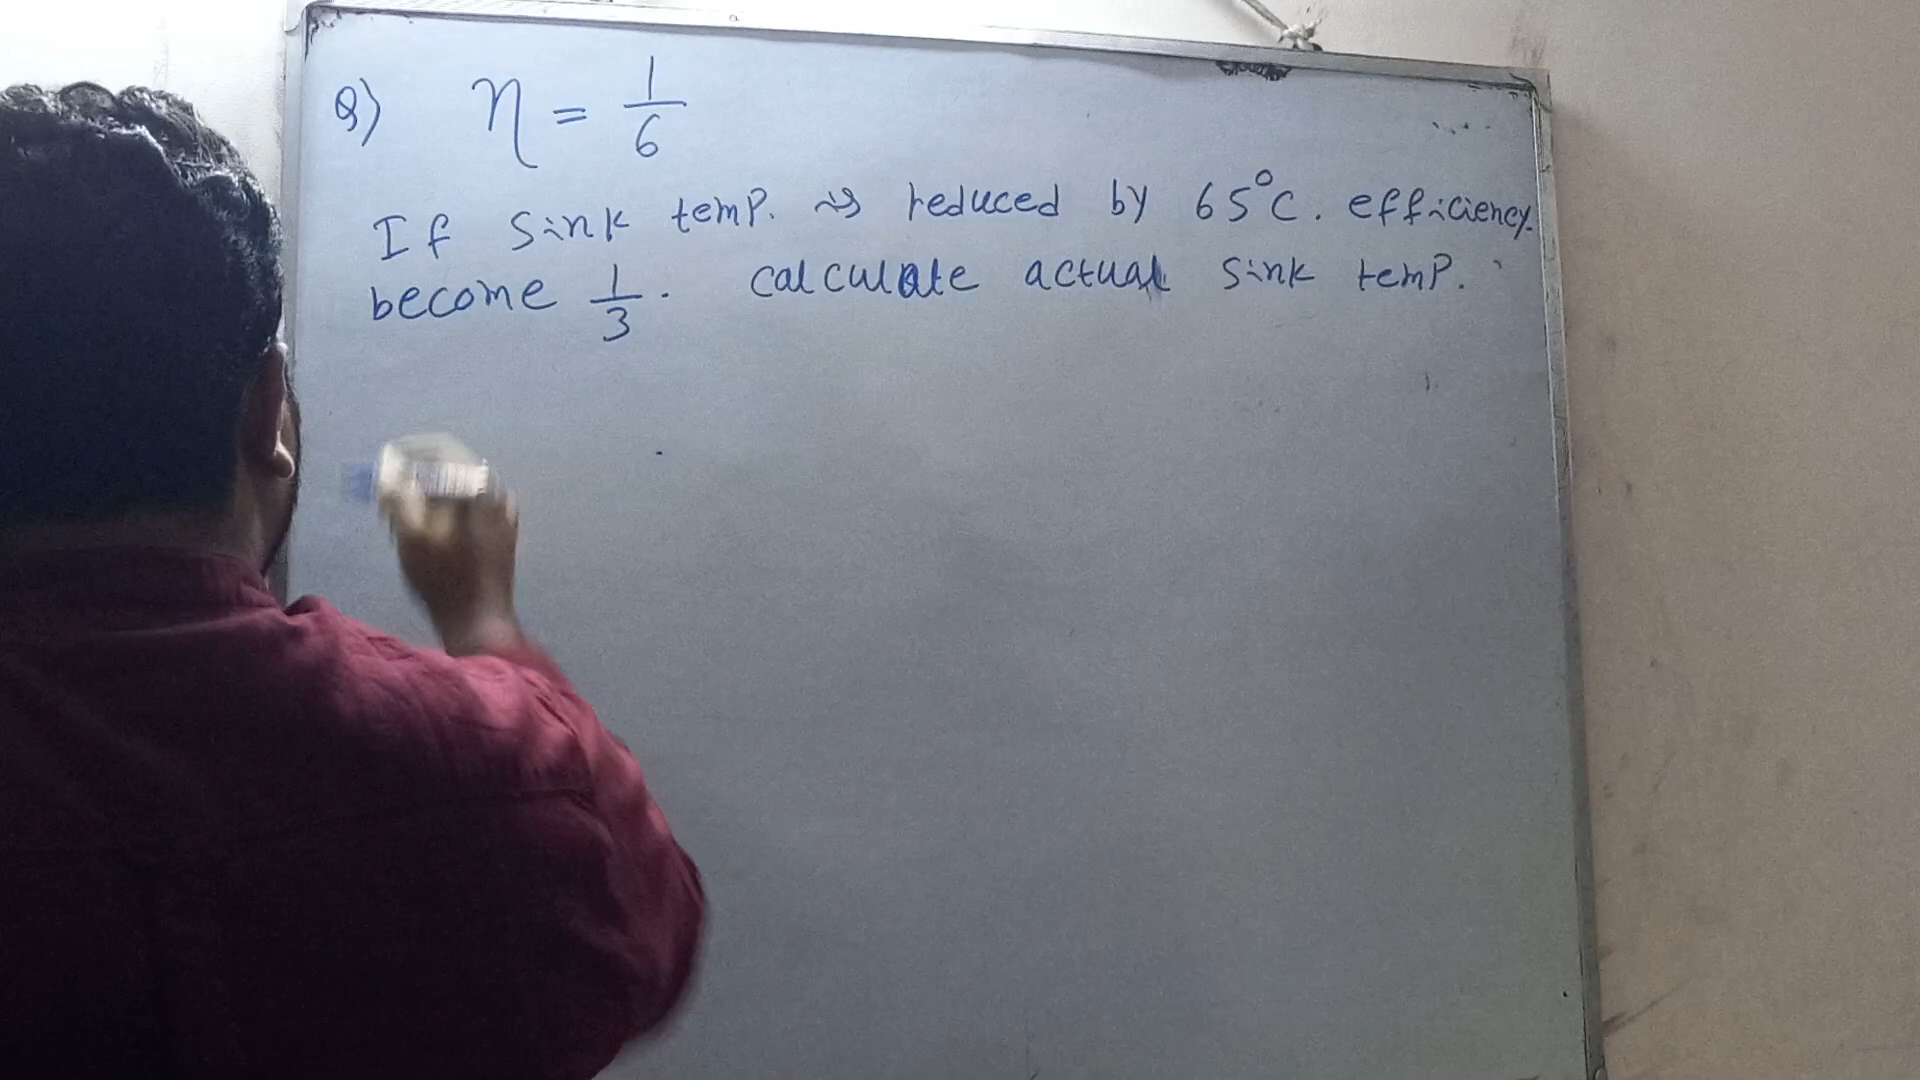 Q) η = 1/6
If sink temp. is reduced by 65°C. efficiency.
become 1/3. calculate actual sink temp.